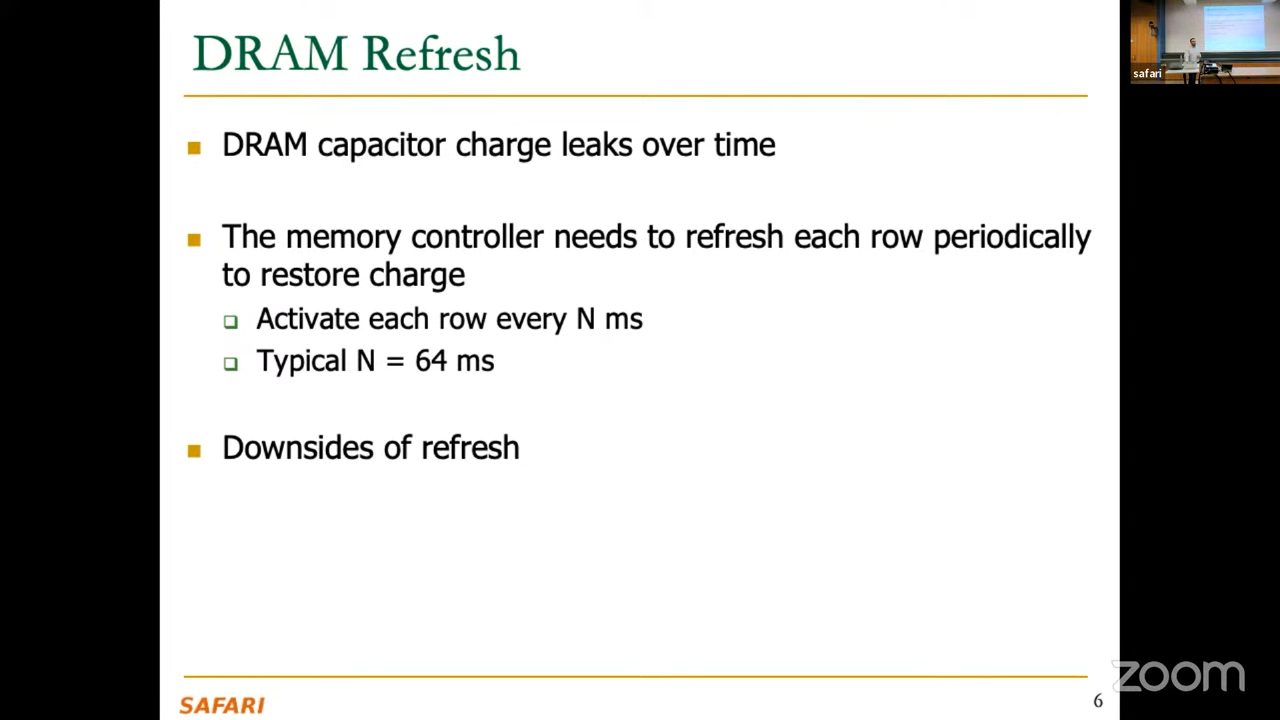 DRAM Refresh
safari
DRAM capacitor charge leaks over time
The memory controller needs to refresh each row periodically
to restore charge
Activate each row every N ms
Typical N = 64 ms
Downsides of refresh
SAFARI
6
zoom